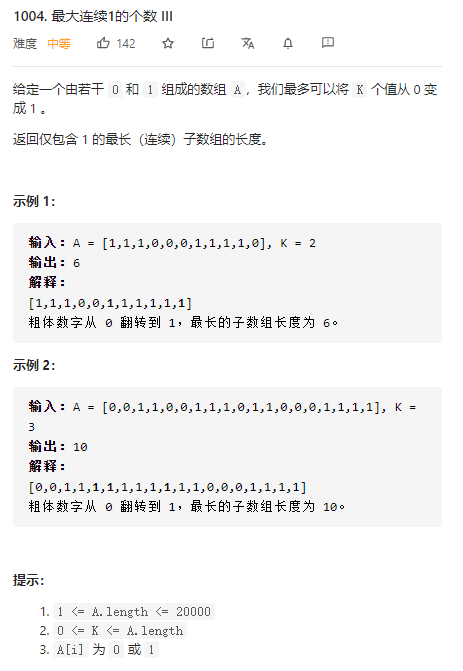 1004. 最大连续1的个数 III
难度 中等 142
给定一个由若干 0 和 1 组成的数组 A，我们最多可以将 K 个值从 0 变
成 1 。
返回仅包含 1 的最长（连续）子数组的长度。
示例 1：
输入：A = [1,1,1,0,0,0,1,1,1,1,0], K = 2
输出：6
解释：
[1,1,1,0,0,1,1,1,1,1,1]
粗体数字从 0 翻转到 1，最长的子数组长度为 6。
示例 2：
输入：A = [0,0,1,1,0,0,1,1,1,0,1,1,0,0,0,1,1,1,1], K =
3
输出：10
解释：
[0,0,1,1,1,1,1,1,1,1,1,1,0,0,0,1,1,1,1]
粗体数字从 0 翻转到 1，最长的子数组长度为 10。
提示：
1. 1 <= A.length <= 20000
2. 0 <= K <= A.length
3. A[i] 为 0 或 1